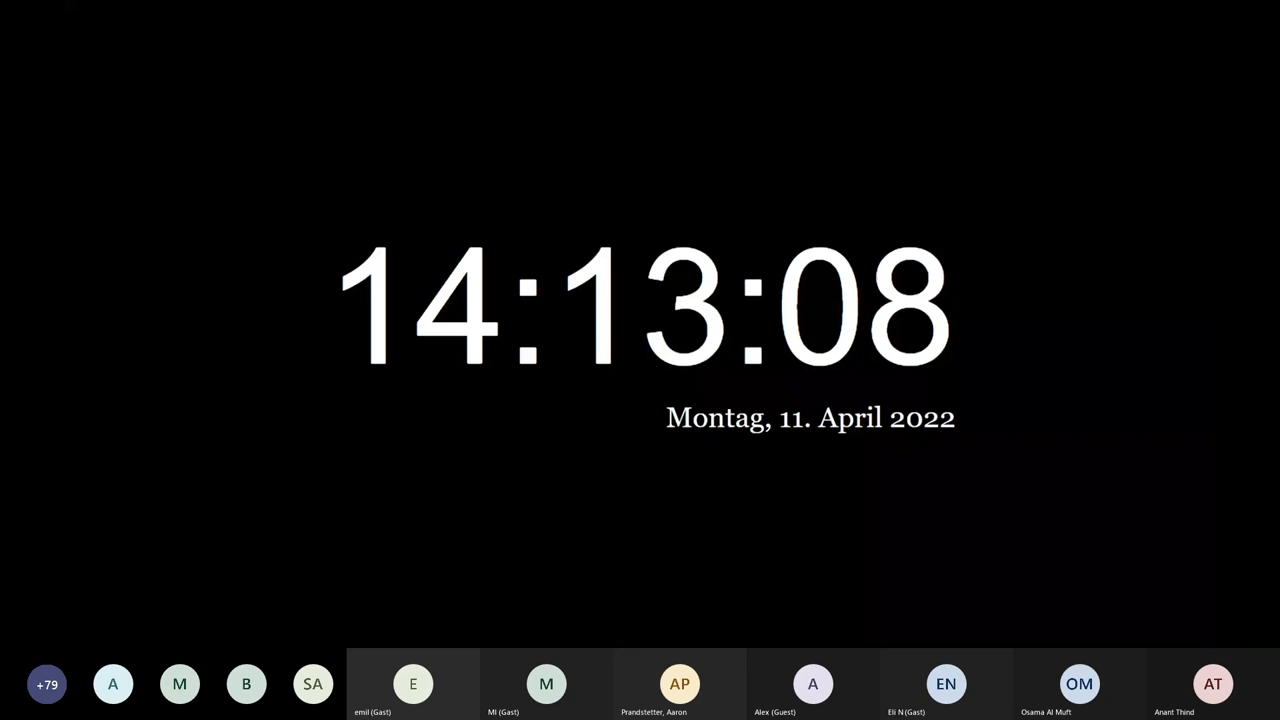 14:13:08
Montag, 11. April 2022
+79 A M B SA E M AP A EN OM AT
emil (Gast) MI (Gast) Prandstetter, Aaron Alex (Guest) Eli N (Gast) Osama Al Muft Anant Thind